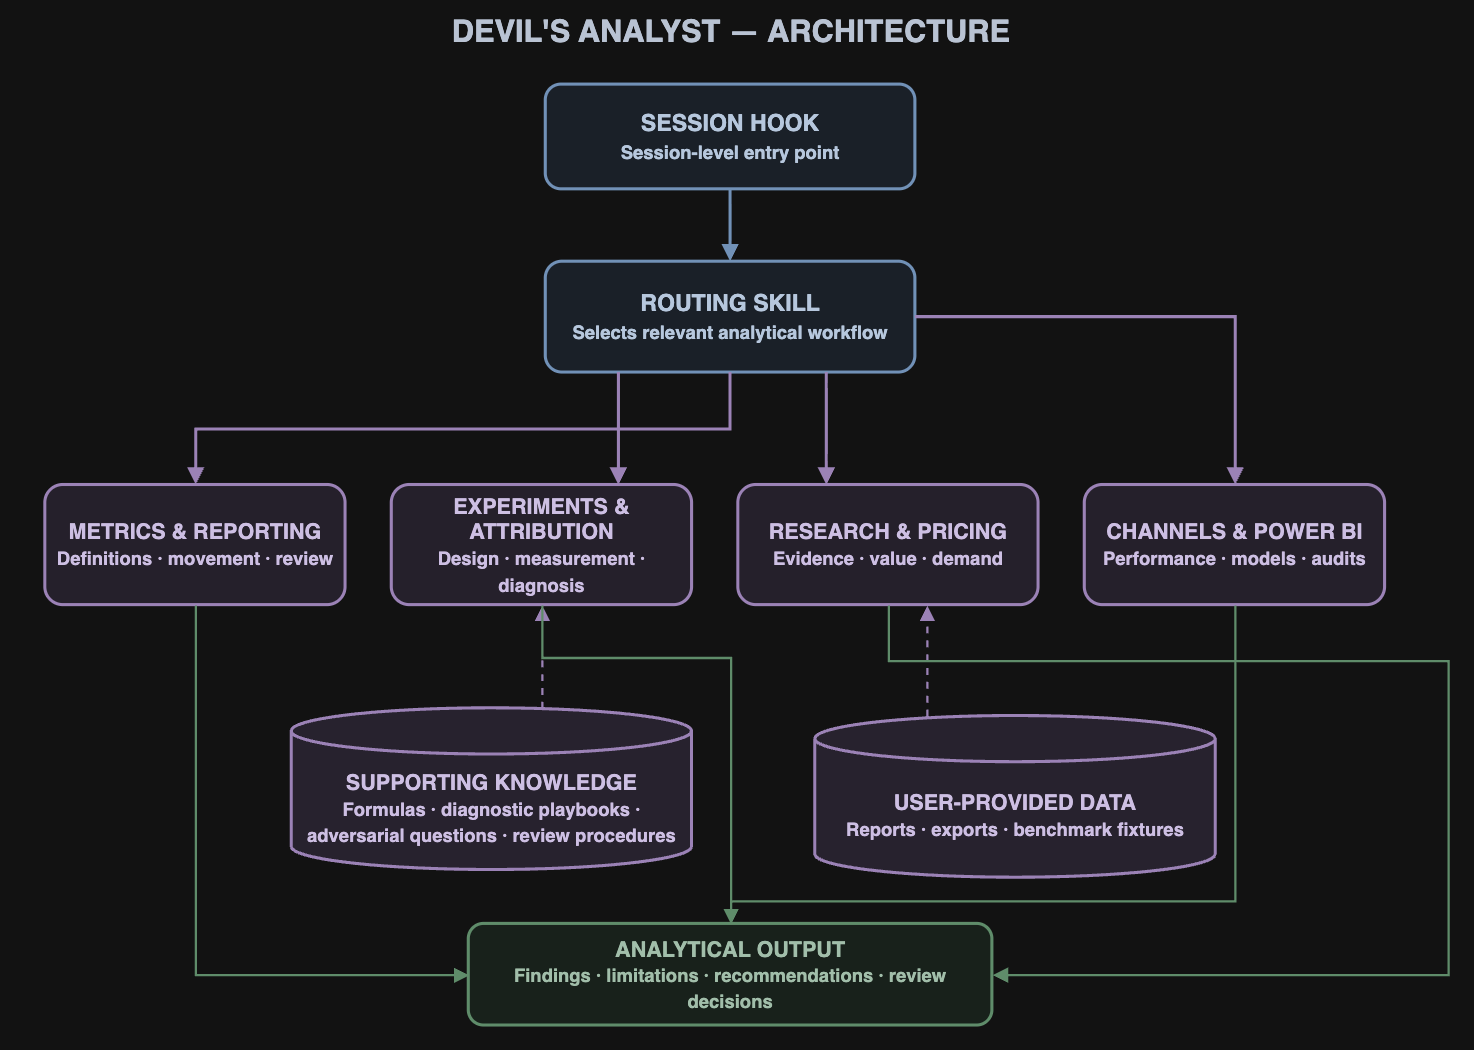 DEVIL'S ANALYST — ARCHITECTURE
SESSION HOOK
Session-level entry point
ROUTING SKILL
Selects relevant analytical workflow
METRICS & REPORTING
Definitions · movement · review
EXPERIMENTS &
ATTRIBUTION
Design · measurement ·
diagnosis
RESEARCH & PRICING
Evidence · value · demand
CHANNELS & POWER BI
Performance · models · audits
SUPPORTING KNOWLEDGE
Formulas · diagnostic playbooks ·
adversarial questions · review procedures
USER-PROVIDED DATA
Reports · exports · benchmark fixtures
ANALYTICAL OUTPUT
Findings · limitations · recommendations · review
decisions